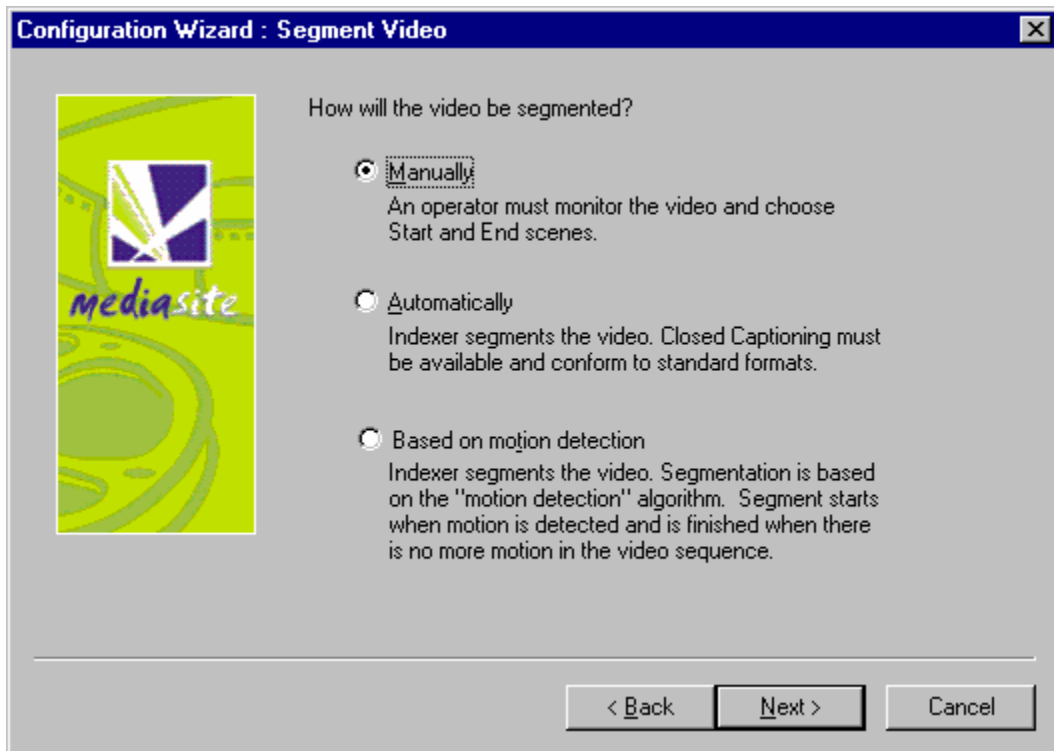 Configuration Wizard : Segment Video
mediasite
How will the video be segmented?
Manually
An operator must monitor the video and choose
Start and End scenes.
Automatically
Indexer segments the video. Closed Captioning must
be available and conform to standard formats.
Based on motion detection
Indexer segments the video. Segmentation is based
on the "motion detection" algorithm.  Segment starts
when motion is detected and is finished when there
is no more motion in the video sequence.
< Back
Next >
Cancel